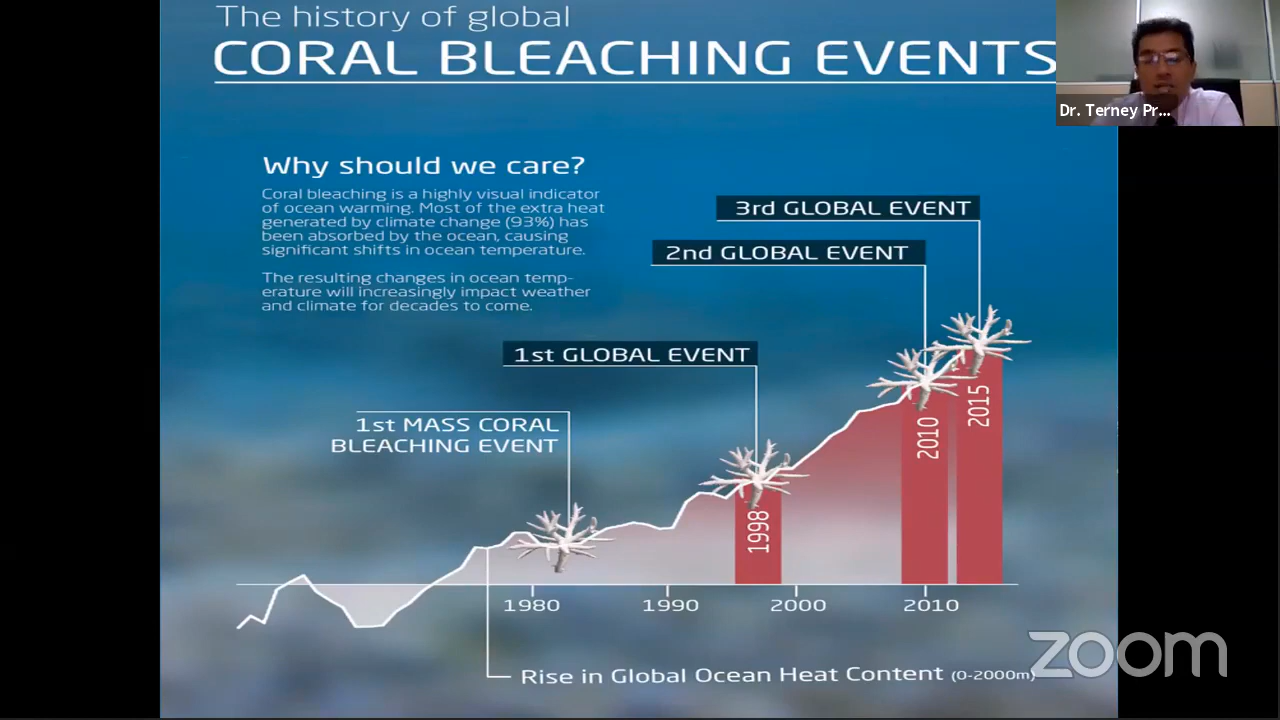 The history of global
CORAL BLEACHING EVENTS
Dr. Terney Pr...
Why should we care?
Coral bleaching is a highly visual indicator
of ocean warming. Most of the extra heat
generated by climate change (93%) has
been absorbed by the ocean, causing
significant shifts in ocean temperature.
The resulting changes in ocean temp-
erature will increasingly impact weather
and climate for decades to come.
3rd GLOBAL EVENT
2nd GLOBAL EVENT
1st GLOBAL EVENT
1st MASS CORAL
BLEACHING EVENT
1998
2010
2015
1980
1990
2000
2010
Rise in Global Ocean Heat Content (0-2000m)
zoom